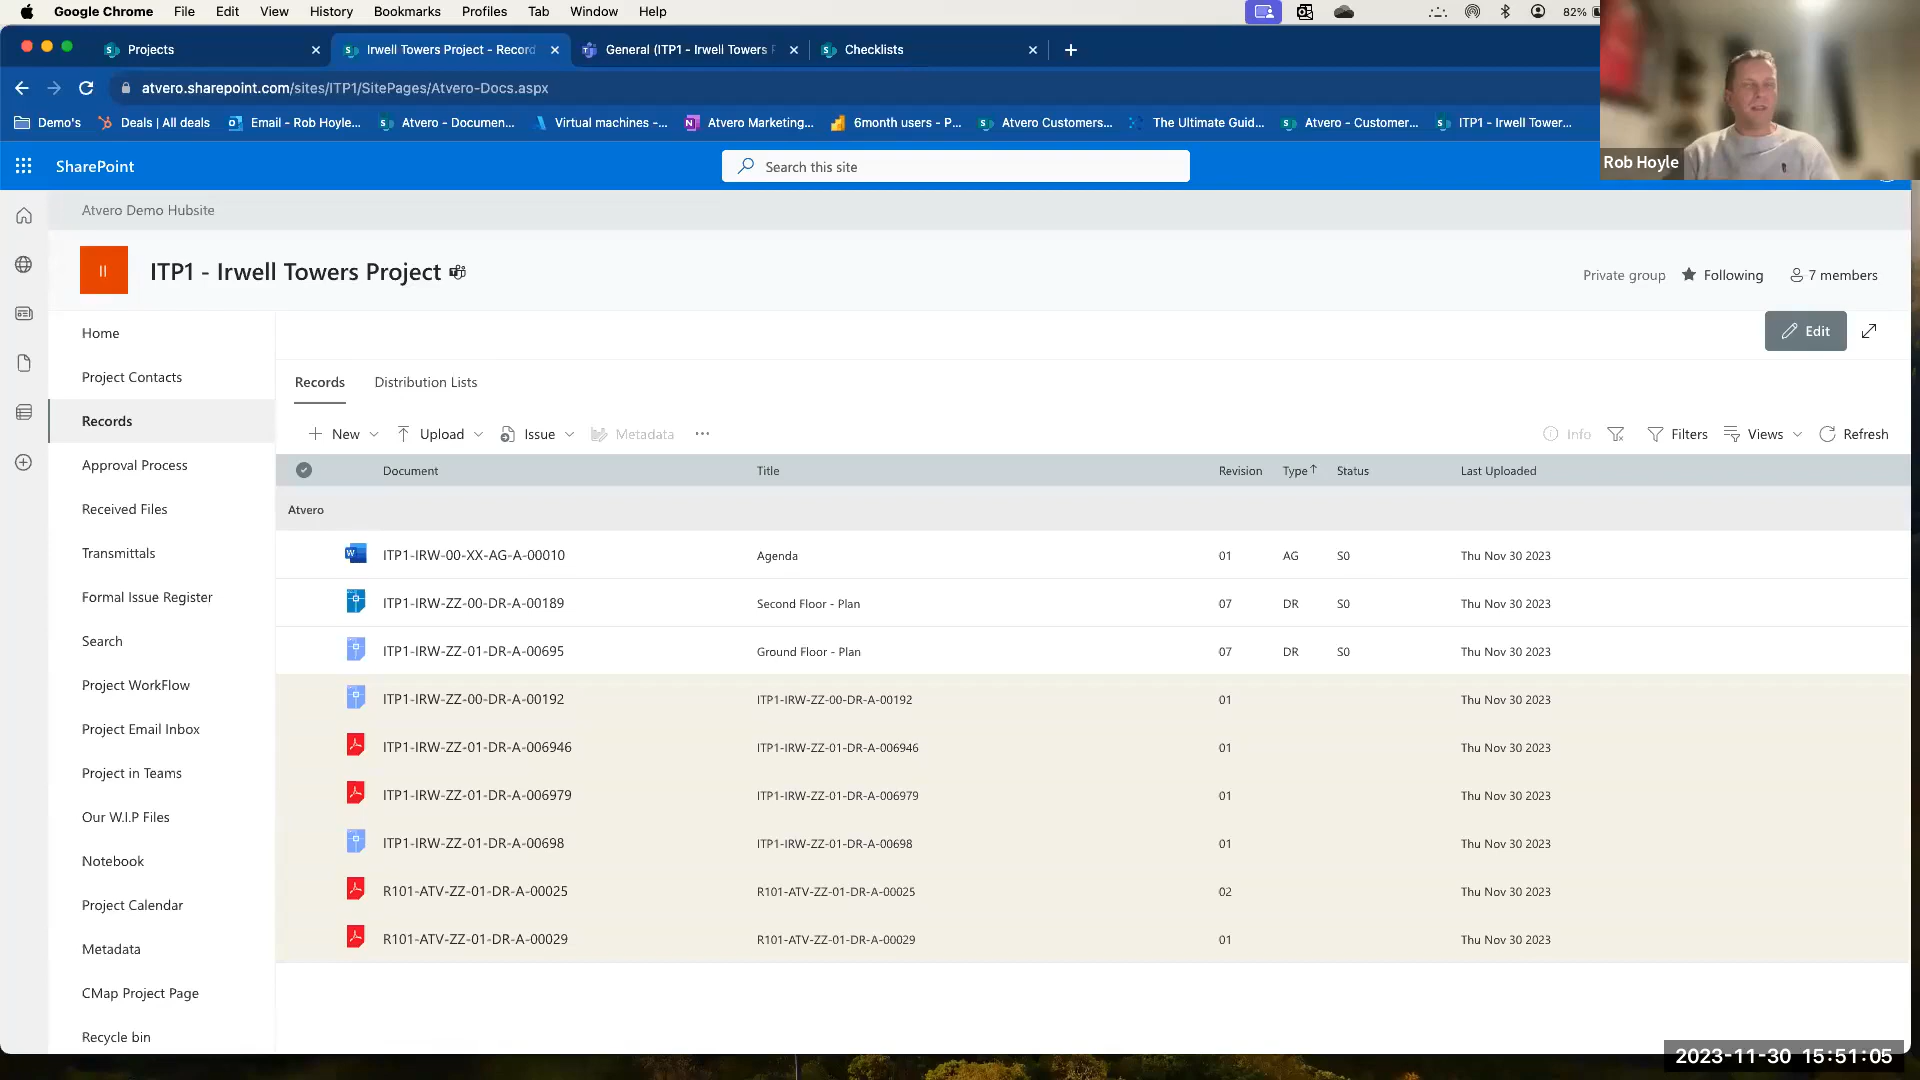 Google Chrome File Edit View History Bookmarks Profiles Tab Window Help 82%
Projects Irwell Towers Project - Record General (ITP1 - Irwell Towers P Checklists
atvero.sharepoint.com/sites/ITP1/SitePages/Atvero-Docs.aspx
Demo's Deals | All deals Email - Rob Hoyle... Atvero - Documen... Virtual machines -... Atvero Marketing... 6month users - P... Atvero Customers... The Ultimate Guid... Atvero - Customer... ITP1 - Irwell Tower...
Rob Hoyle
SharePoint Search this site
Atvero Demo Hubsite
II ITP1 - Irwell Towers Project
Private group Following 7 members
Edit
Home
Project Contacts
Records
Approval Process
Received Files
Transmittals
Formal Issue Register
Search
Project WorkFlow
Project Email Inbox
Project in Teams
Our W.I.P Files
Notebook
Project Calendar
Metadata
CMap Project Page
Recycle bin
Records Distribution Lists
New Upload Issue Metadata ... Info Filters Views Refresh
Document Title Revision Type Status Last Uploaded
Atvero
ITP1-IRW-00-XX-AG-A-00010 Agenda 01 AG S0 Thu Nov 30 2023
ITP1-IRW-ZZ-00-DR-A-00189 Second Floor - Plan 07 DR S0 Thu Nov 30 2023
ITP1-IRW-ZZ-01-DR-A-00695 Ground Floor - Plan 07 DR S0 Thu Nov 30 2023
ITP1-IRW-ZZ-00-DR-A-00192 ITP1-IRW-ZZ-00-DR-A-00192 01 Thu Nov 30 2023
ITP1-IRW-ZZ-01-DR-A-006946 ITP1-IRW-ZZ-01-DR-A-006946 01 Thu Nov 30 2023
ITP1-IRW-ZZ-01-DR-A-006979 ITP1-IRW-ZZ-01-DR-A-006979 01 Thu Nov 30 2023
ITP1-IRW-ZZ-01-DR-A-00698 ITP1-IRW-ZZ-01-DR-A-00698 01 Thu Nov 30 2023
R101-ATV-ZZ-01-DR-A-00025 R101-ATV-ZZ-01-DR-A-00025 02 Thu Nov 30 2023
R101-ATV-ZZ-01-DR-A-00029 R101-ATV-ZZ-01-DR-A-00029 01 Thu Nov 30 2023
2023-11-30 15:51:05